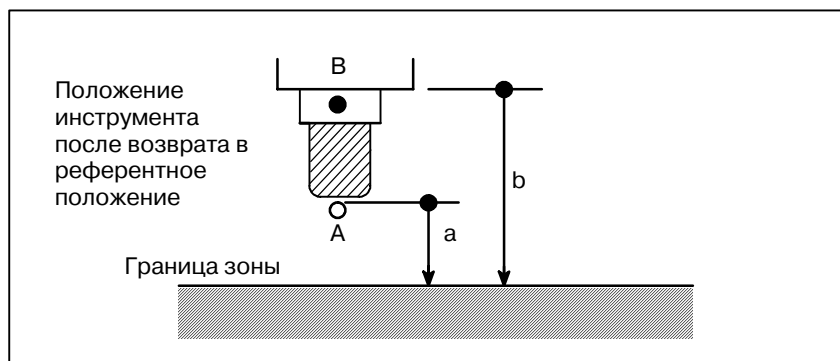 B
Положение
инструмента
после возврата в
референтное
положение
b
A
a
Граница зоны